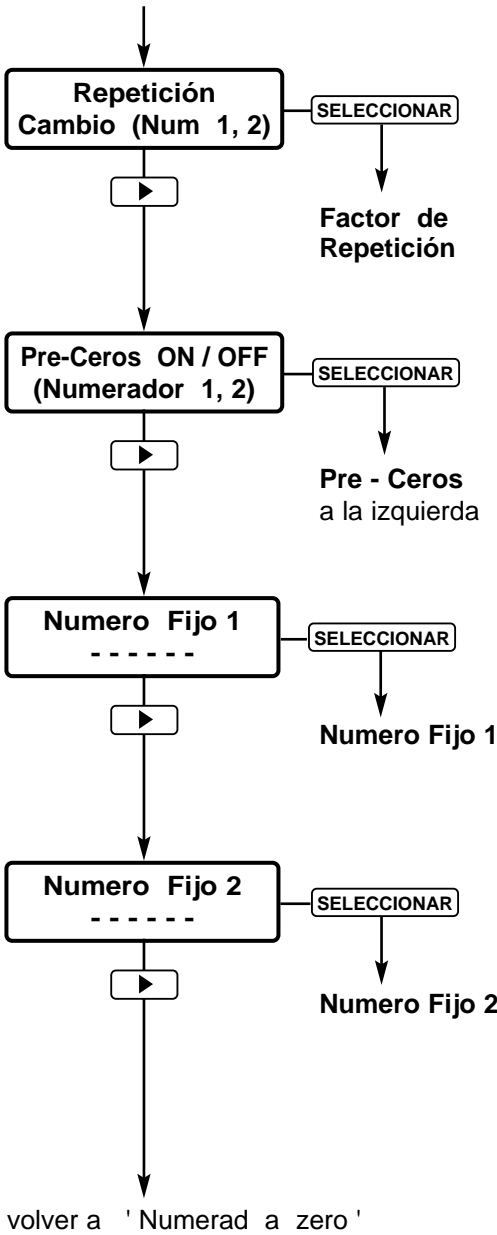 Repetición
Cambio (Num 1, 2)
SELECCIONAR
Factor de
Repetición
Pre-Ceros ON / OFF
(Numerador 1, 2)
SELECCIONAR
Pre - Ceros
a la izquierda
Numero Fijo 1
- - - - - -
SELECCIONAR
Numero Fijo 1
Numero Fijo 2
- - - - - -
SELECCIONAR
Numero Fijo 2
volver a ' Numerad a zero '